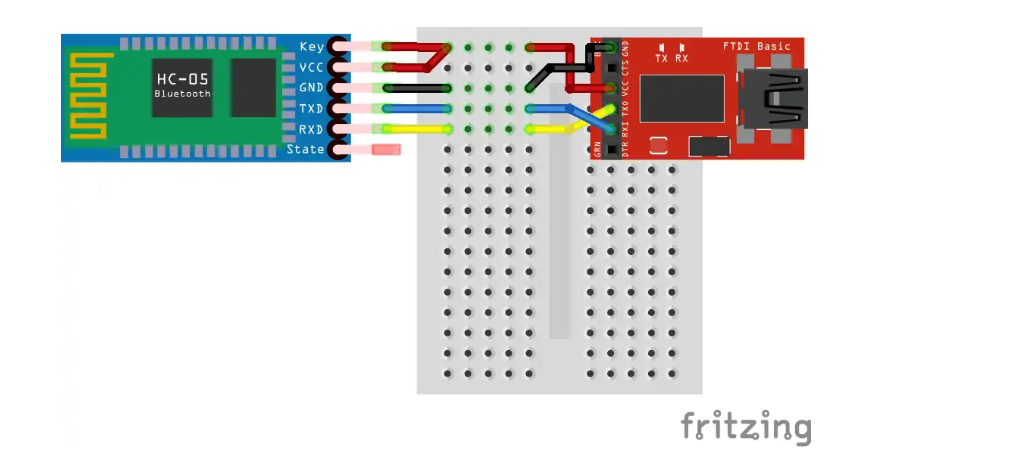 Key
VCC
GND
TXD
RXD
State
HC-05
Bluetooth
FTDI Basic
TX RX
GND
CTS
VCC
TXO
RXI
DTR
GRN
fritzing